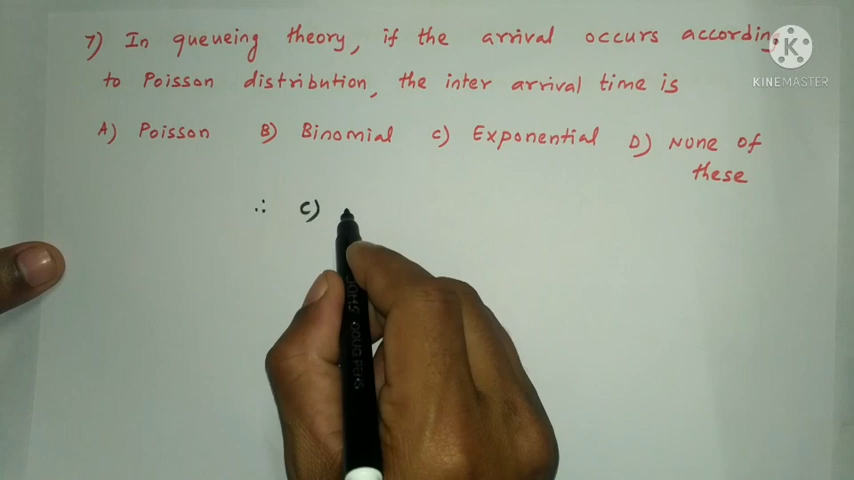 7) In queueing theory, if the arrival occurs according
to Poisson distribution, the inter arrival time is
A) Poisson B) Binomial C) Exponential D) None of
these
∴ C)
K
KINEMASTER